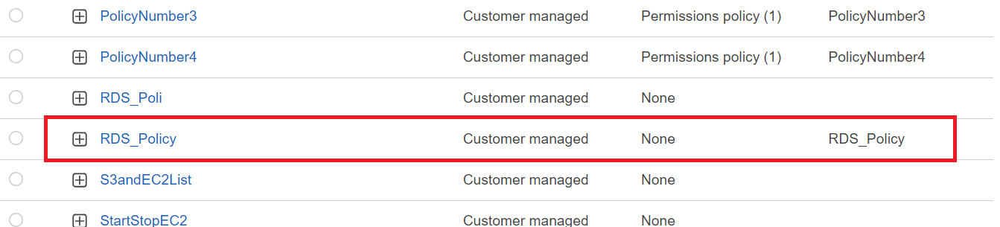 PolicyNumber3 Customer managed Permissions policy (1) PolicyNumber3
PolicyNumber4 Customer managed Permissions policy (1) PolicyNumber4
RDS_Poli Customer managed None
RDS_Policy Customer managed None RDS_Policy
S3andEC2List Customer managed None
StartStopEC2 Customer managed None